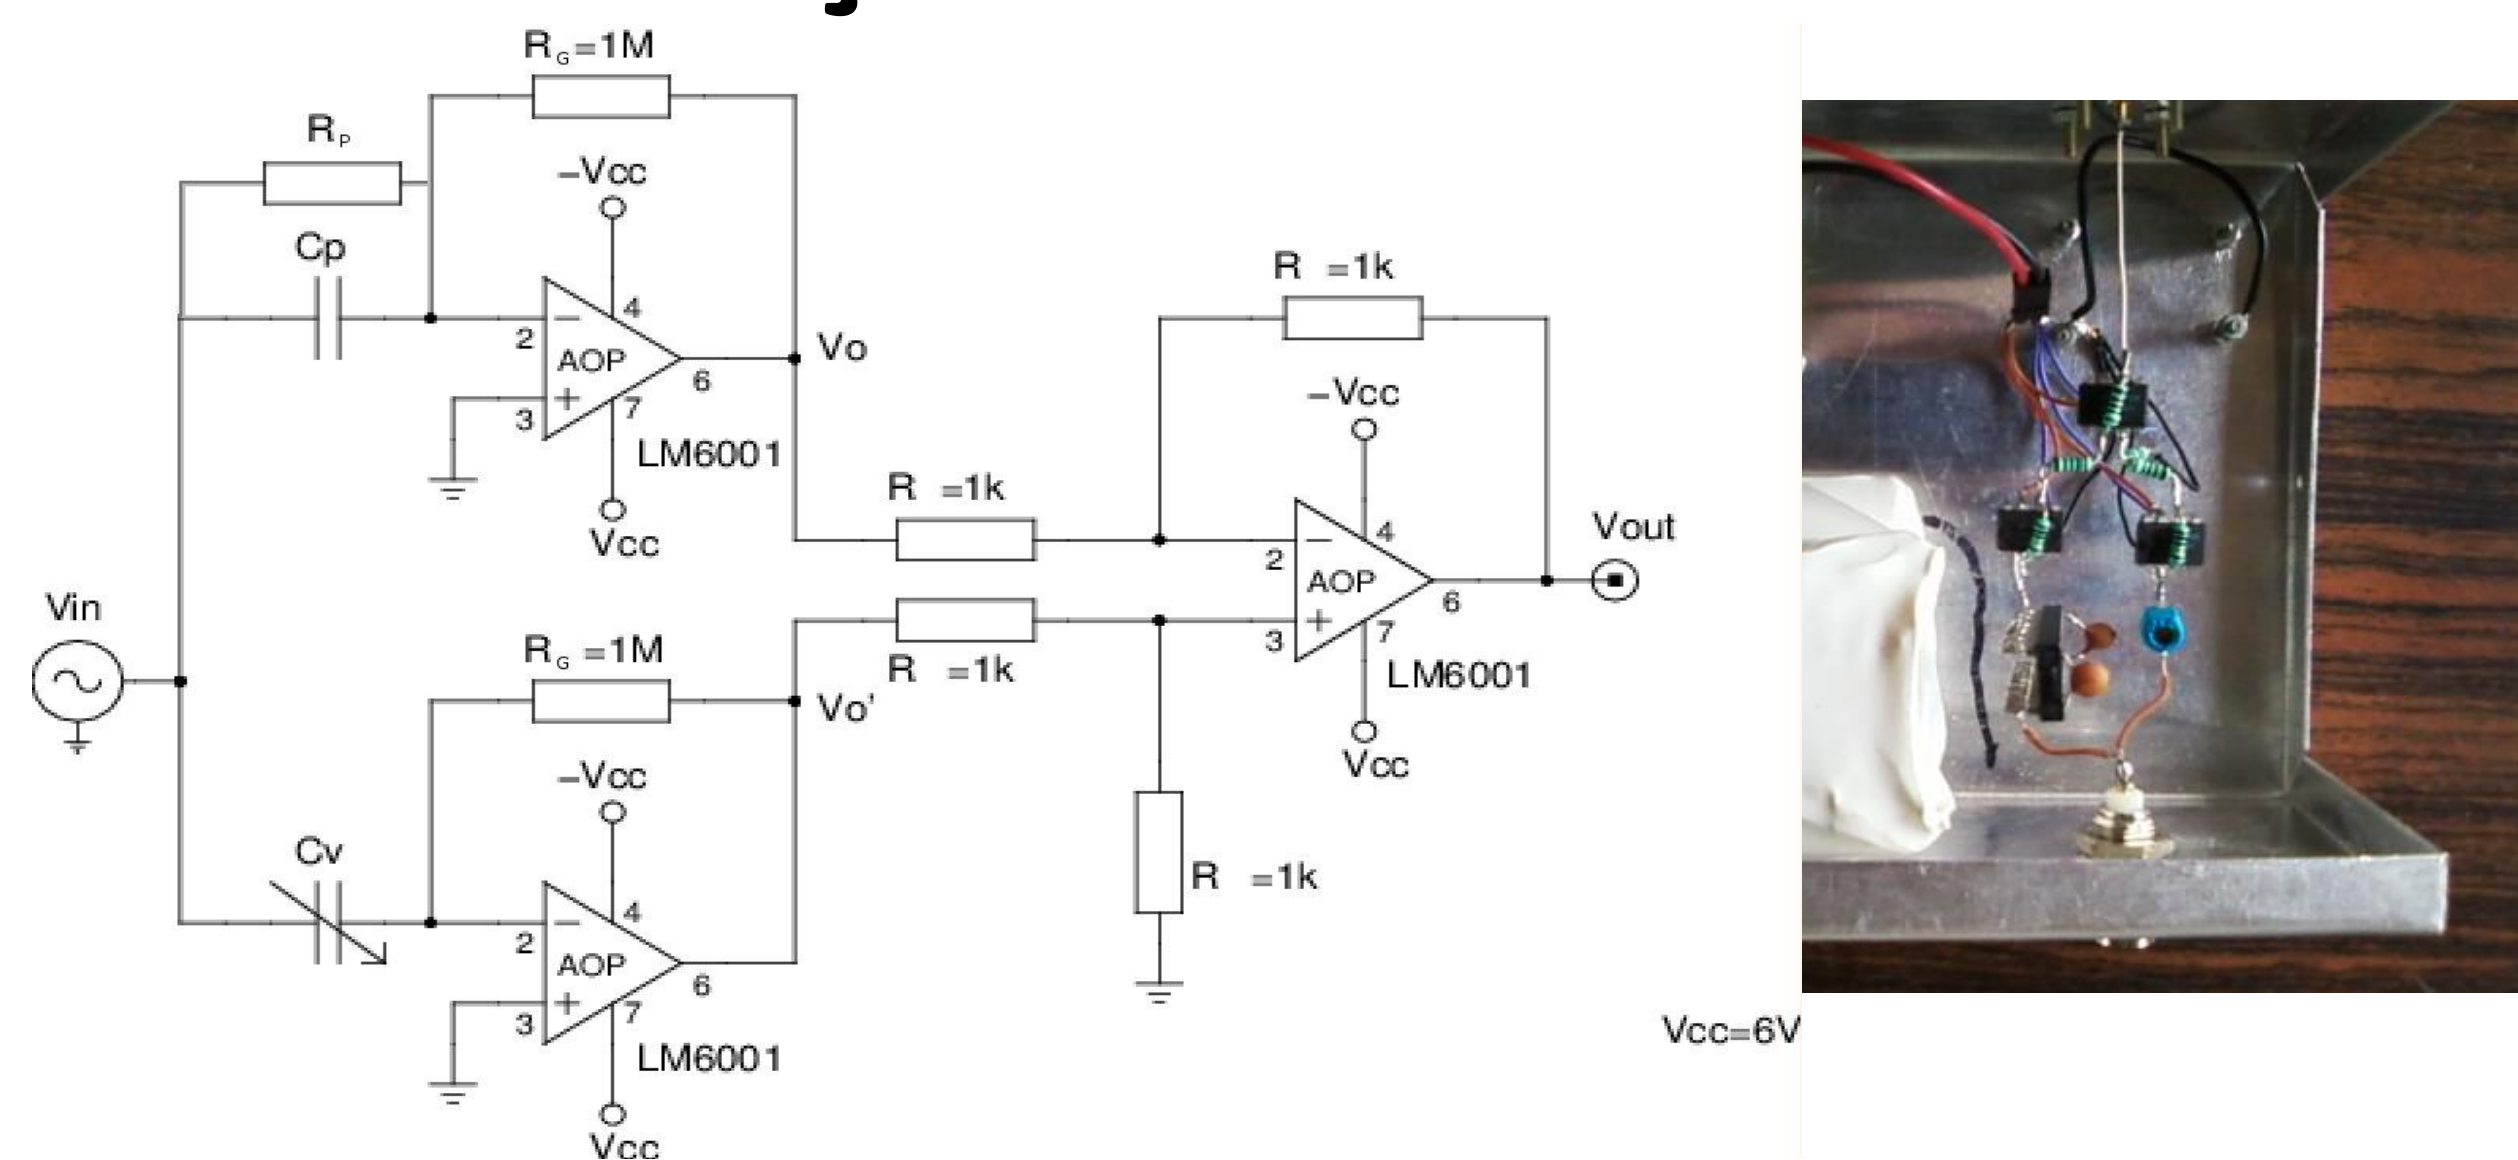 RG=1M
RP
-Vcc
Cp
4
2
AOP
Vo
6
3
7
LM6001
Vcc
R =1k
-Vcc
R =1k
4
Vout
2
AOP
6
3
7
R =1k
LM6001
Vcc
Vin
RG =1M
Vo'
-Vcc
Cv
4
2
AOP
6
3
7
LM6001
Vcc
R =1k
Vcc=6V